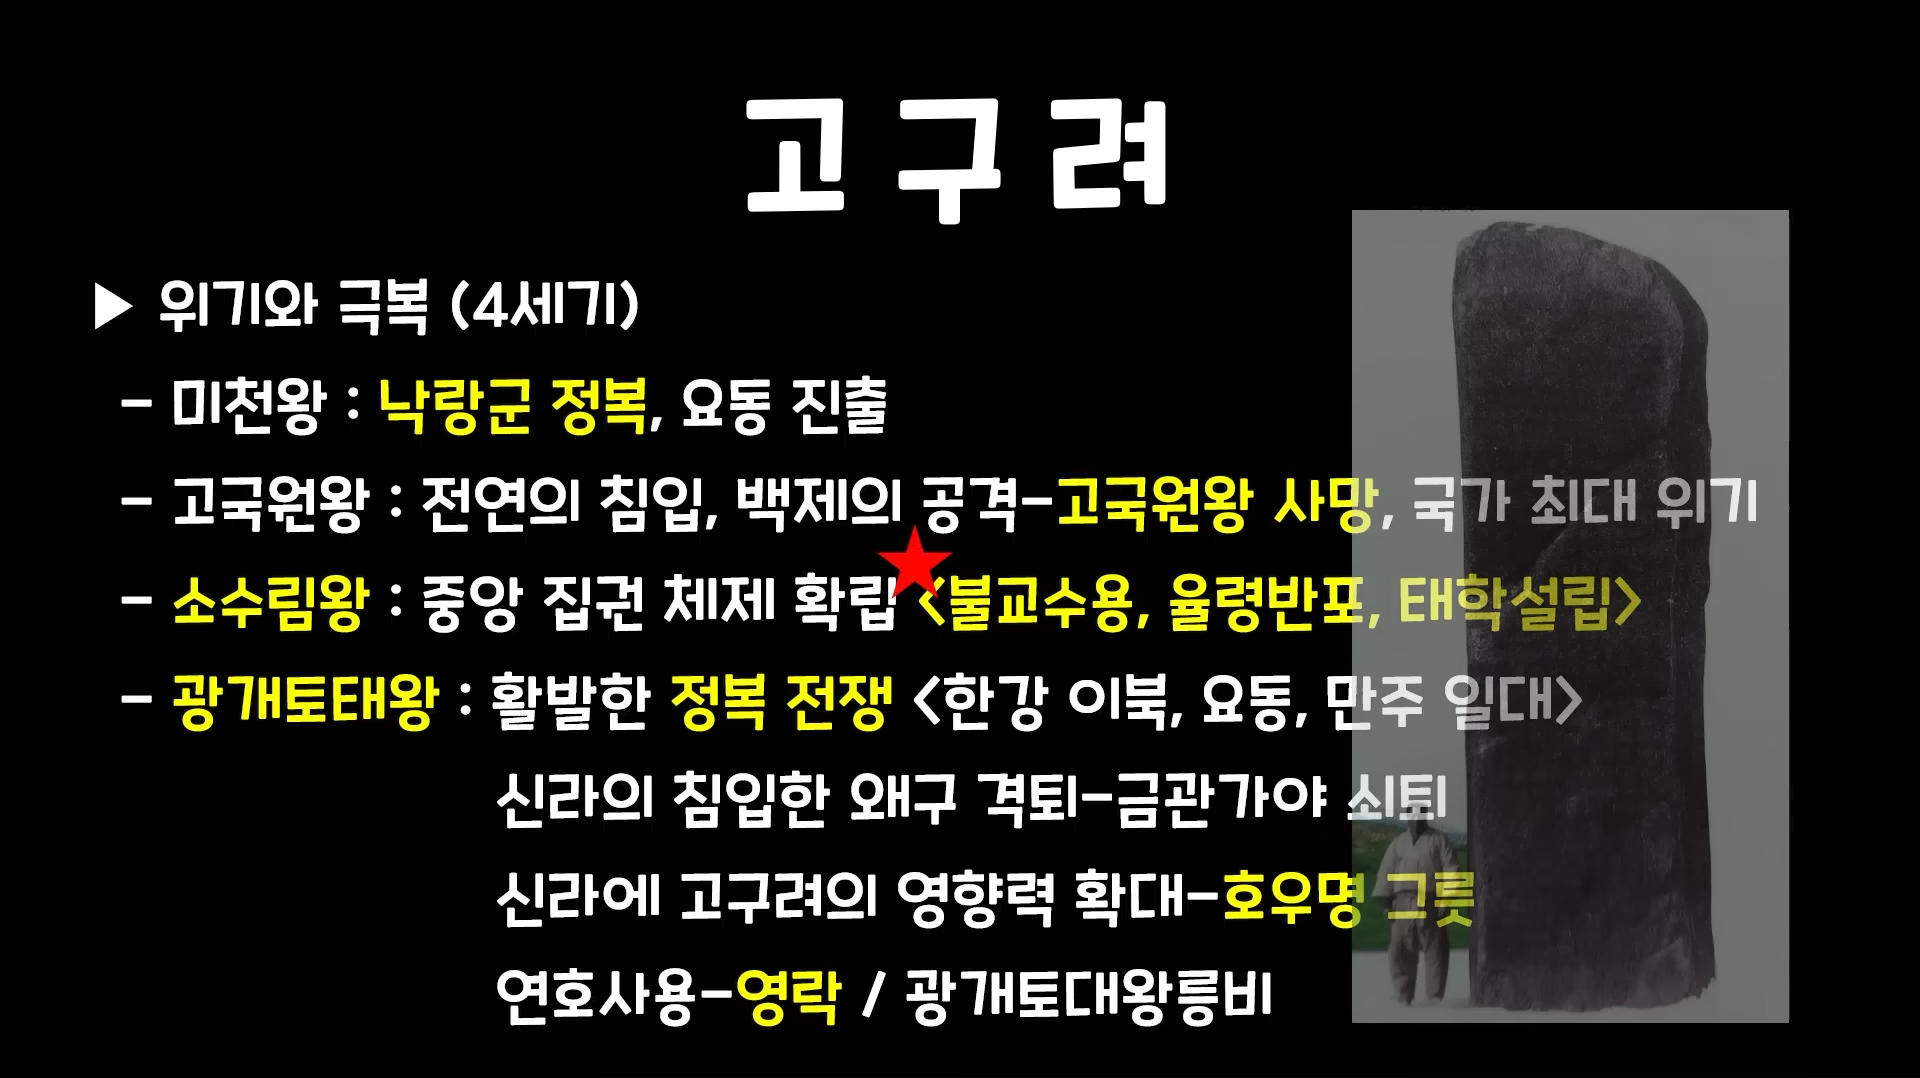 고구려
▶ 위기와 극복 (4세기)
- 미천왕 : 낙랑군 정복, 요동 진출
- 고국원왕 : 전연의 침입, 백제의 공격-고국원왕 사망, 국가 최대 위기
- 소수림왕 : 중앙 집권 체제 확립 ★ <불교수용, 율령반포, 태학설립>
- 광개토태왕 : 활발한 정복 전쟁 <한강 이북, 요동, 만주 일대>
신라의 침입한 왜구 격퇴-금관가야 쇠퇴
신라에 고구려의 영향력 확대-호우명 그릇
연호사용-영락 / 광개토대왕릉비